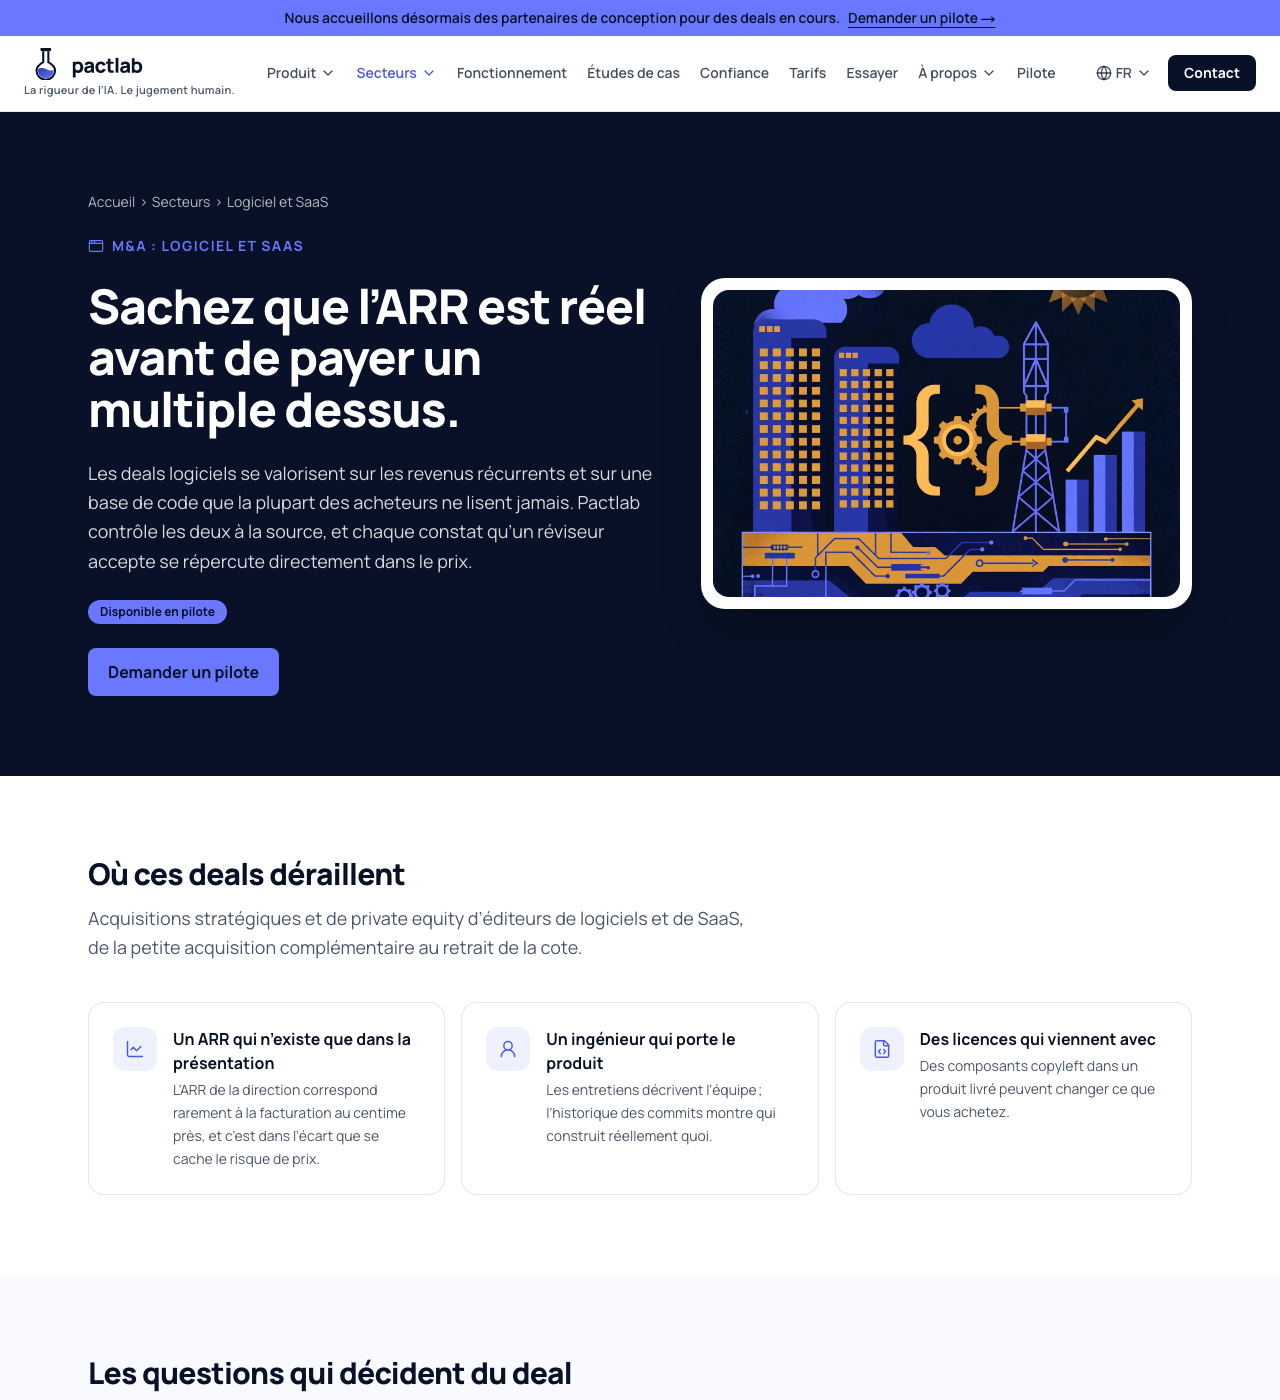 Nous accueillons désormais des partenaires de conception pour des deals en cours. Demander un pilote →
pactlab
La rigueur de l'IA. Le jugement humain.
Produit Secteurs Fonctionnement Études de cas Confiance Tarifs Essayer À propos Pilote FR Contact
Accueil > Secteurs > Logiciel et SaaS
M&A : LOGICIEL ET SAAS
Sachez que l’ARR est réel
avant de payer un
multiple dessus.
Les deals logiciels se valorisent sur les revenus récurrents et sur une
base de code que la plupart des acheteurs ne lisent jamais. Pactlab
contrôle les deux à la source, et chaque constat qu’un réviseur
accepte se répercute directement dans le prix.
Disponible en pilote
Demander un pilote
{ }
Où ces deals déraillent
Acquisitions stratégiques et de private equity d’éditeurs de logiciels et de SaaS,
de la petite acquisition complémentaire au retrait de la cote.
Un ARR qui n’existe que dans la
présentation
L’ARR de la direction correspond
rarement à la facturation au centime
près, et c’est dans l’écart que se
cache le risque de prix.
Un ingénieur qui porte le
produit
Les entretiens décrivent l’équipe ;
l’historique des commits montre qui
construit réellement quoi.
Des licences qui viennent avec
Des composants copyleft dans un
produit livré peuvent changer ce que
vous achetez.
Les questions qui décident du deal